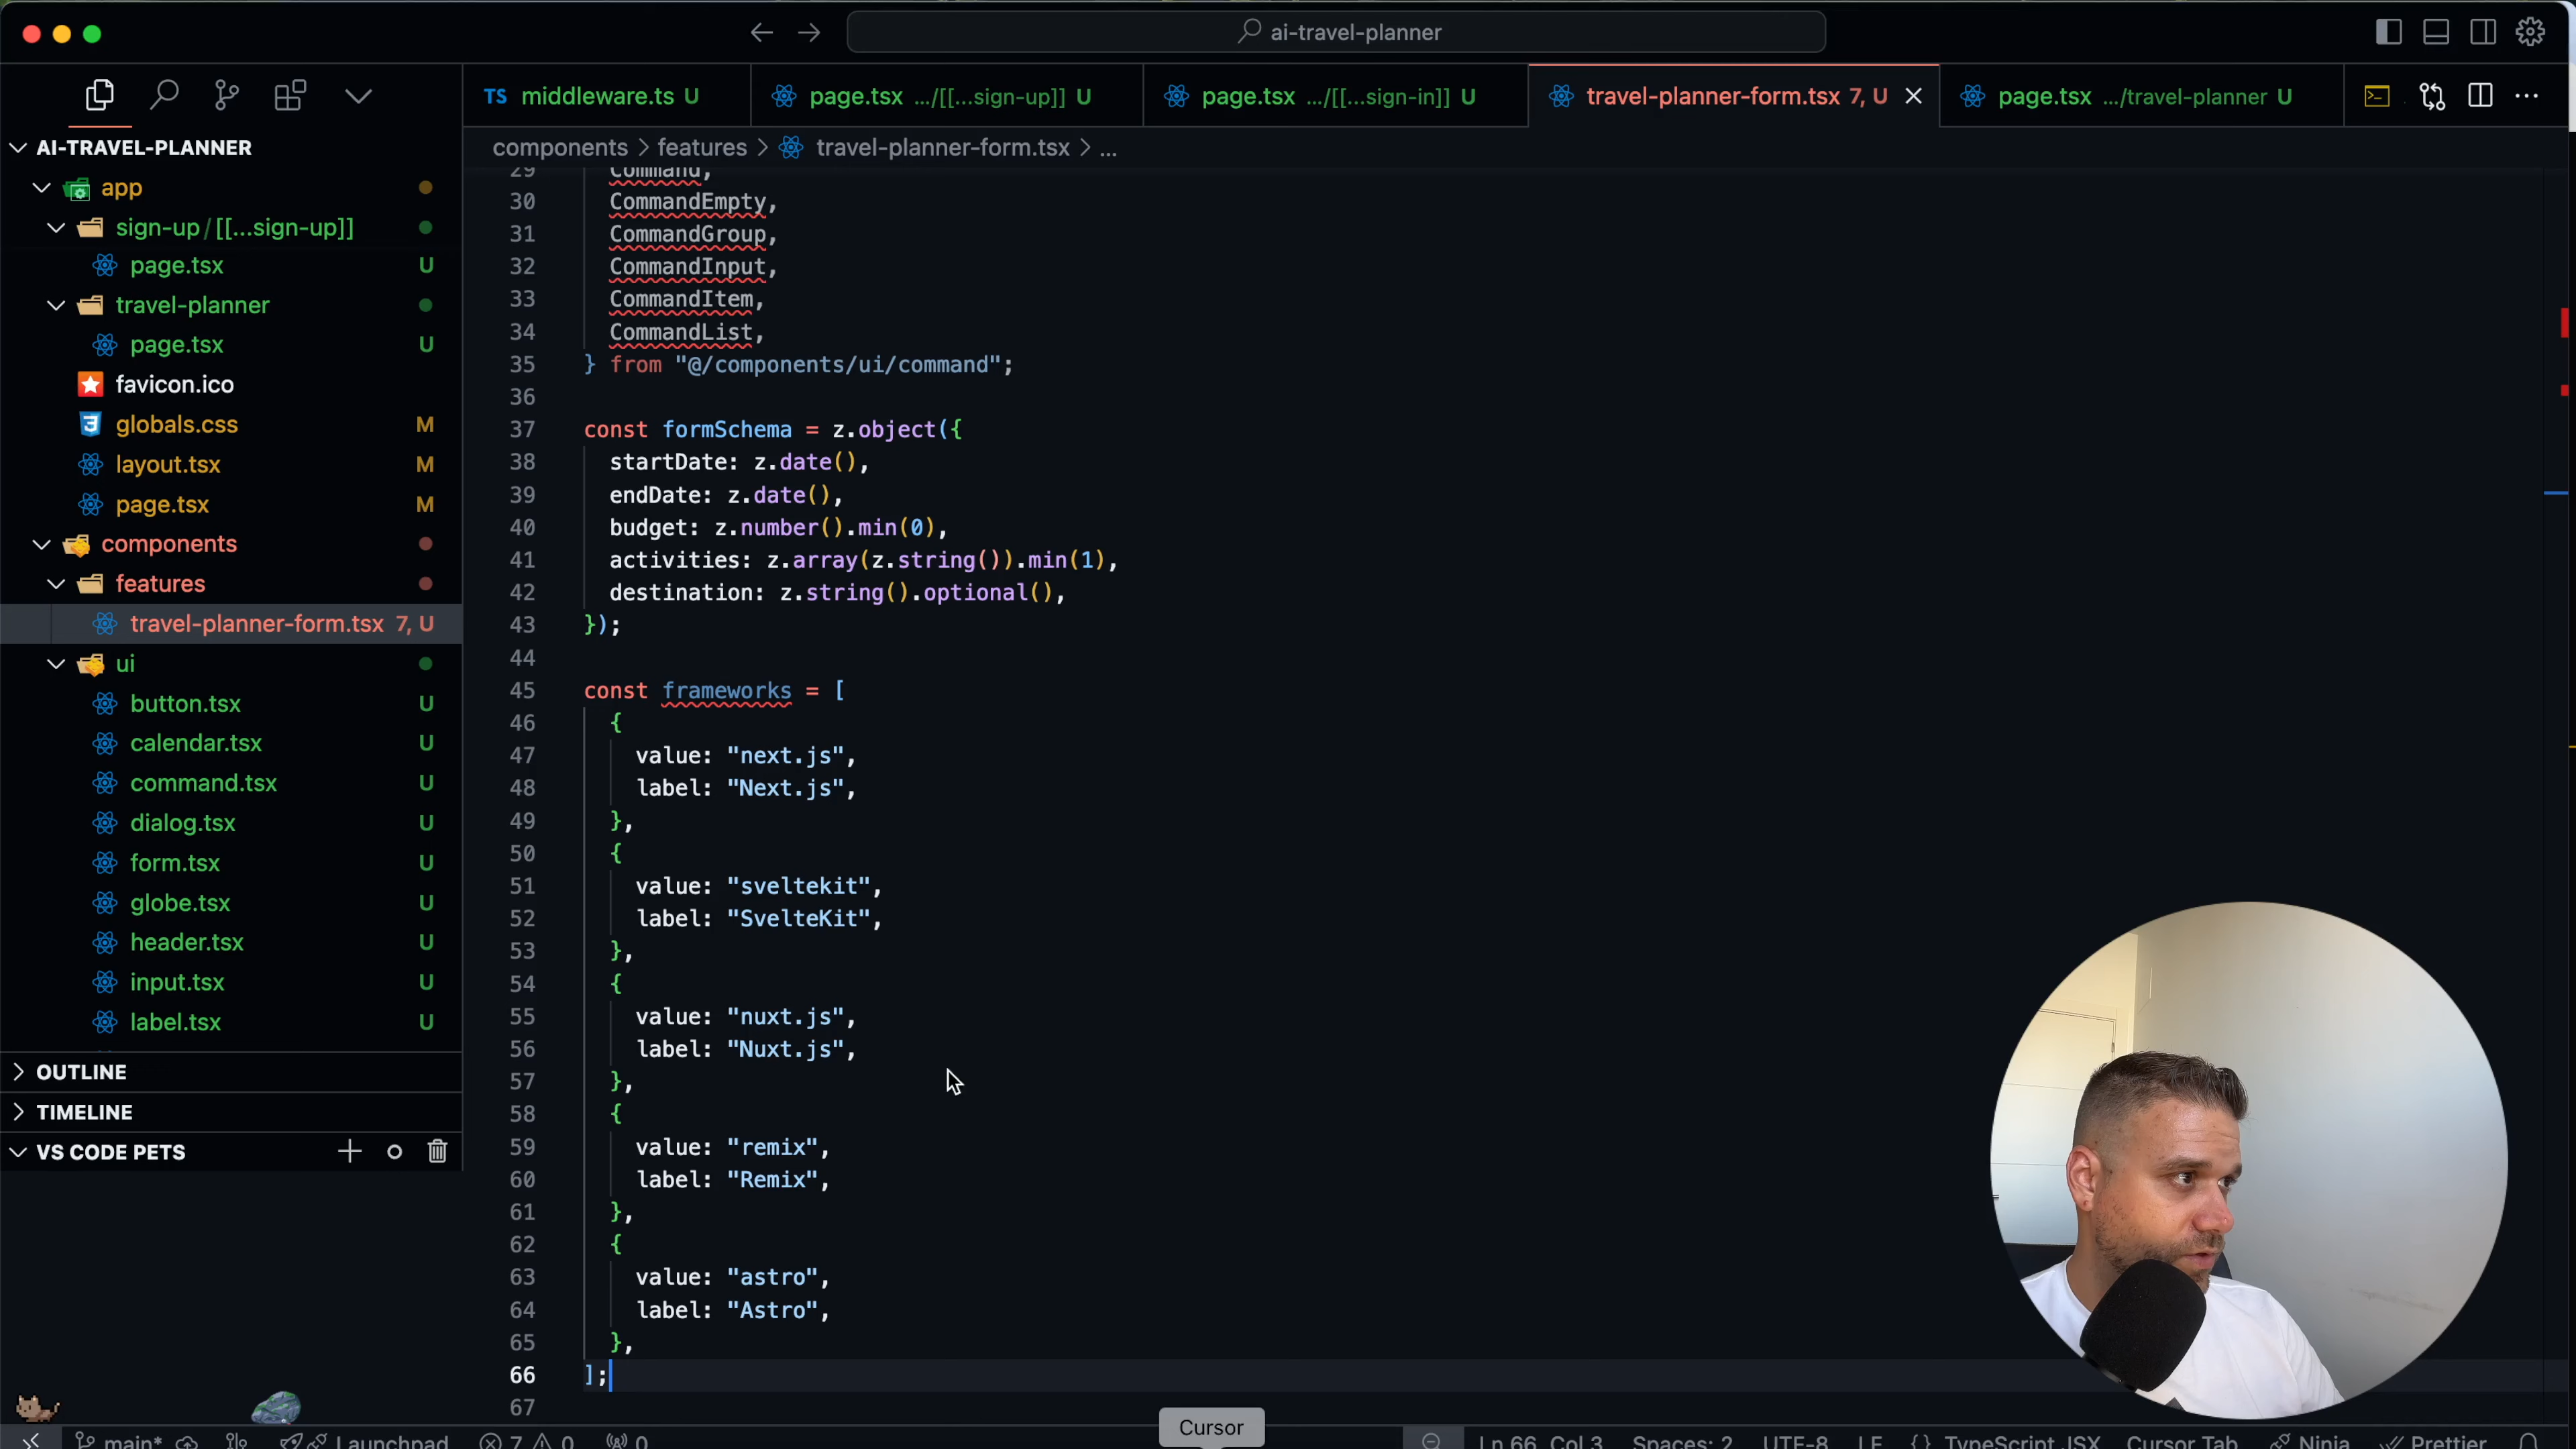 ai-travel-planner
TS middleware.ts U
page.tsx .../[[...sign-up]] U
page.tsx .../[[...sign-in]] U
travel-planner-form.tsx 7, U
page.tsx .../travel-planner U
components > features > travel-planner-form.tsx > ...
AI-TRAVEL-PLANNER
app
sign-up/[[...sign-up]]
page.tsx U
travel-planner
page.tsx U
favicon.ico
globals.css M
layout.tsx M
page.tsx M
components
features
travel-planner-form.tsx 7, U
ui
button.tsx U
calendar.tsx U
command.tsx U
dialog.tsx U
form.tsx U
globe.tsx U
header.tsx U
input.tsx U
label.tsx U
OUTLINE
TIMELINE
VS CODE PETS
29 Command,
30 CommandEmpty,
31 CommandGroup,
32 CommandInput,
33 CommandItem,
34 CommandList,
35 } from "@/components/ui/command";
36
37 const formSchema = z.object({
38 startDate: z.date(),
39 endDate: z.date(),
40 budget: z.number().min(0),
41 activities: z.array(z.string()).min(1),
42 destination: z.string().optional(),
43 });
44
45 const frameworks = [
46 {
47 value: "next.js",
48 label: "Next.js",
49 },
50 {
51 value: "sveltekit",
52 label: "SvelteKit",
53 },
54 {
55 value: "nuxt.js",
56 label: "Nuxt.js",
57 },
58 {
59 value: "remix",
60 label: "Remix",
61 },
62 {
63 value: "astro",
64 label: "Astro",
65 },
66 ];
67
Cursor
main* Launchpad 7 0 0 Ln 66, Col 3 Spaces: 2 UTF-8 LF {} TypeScript JSX Cursor Tab Ninja Prettier